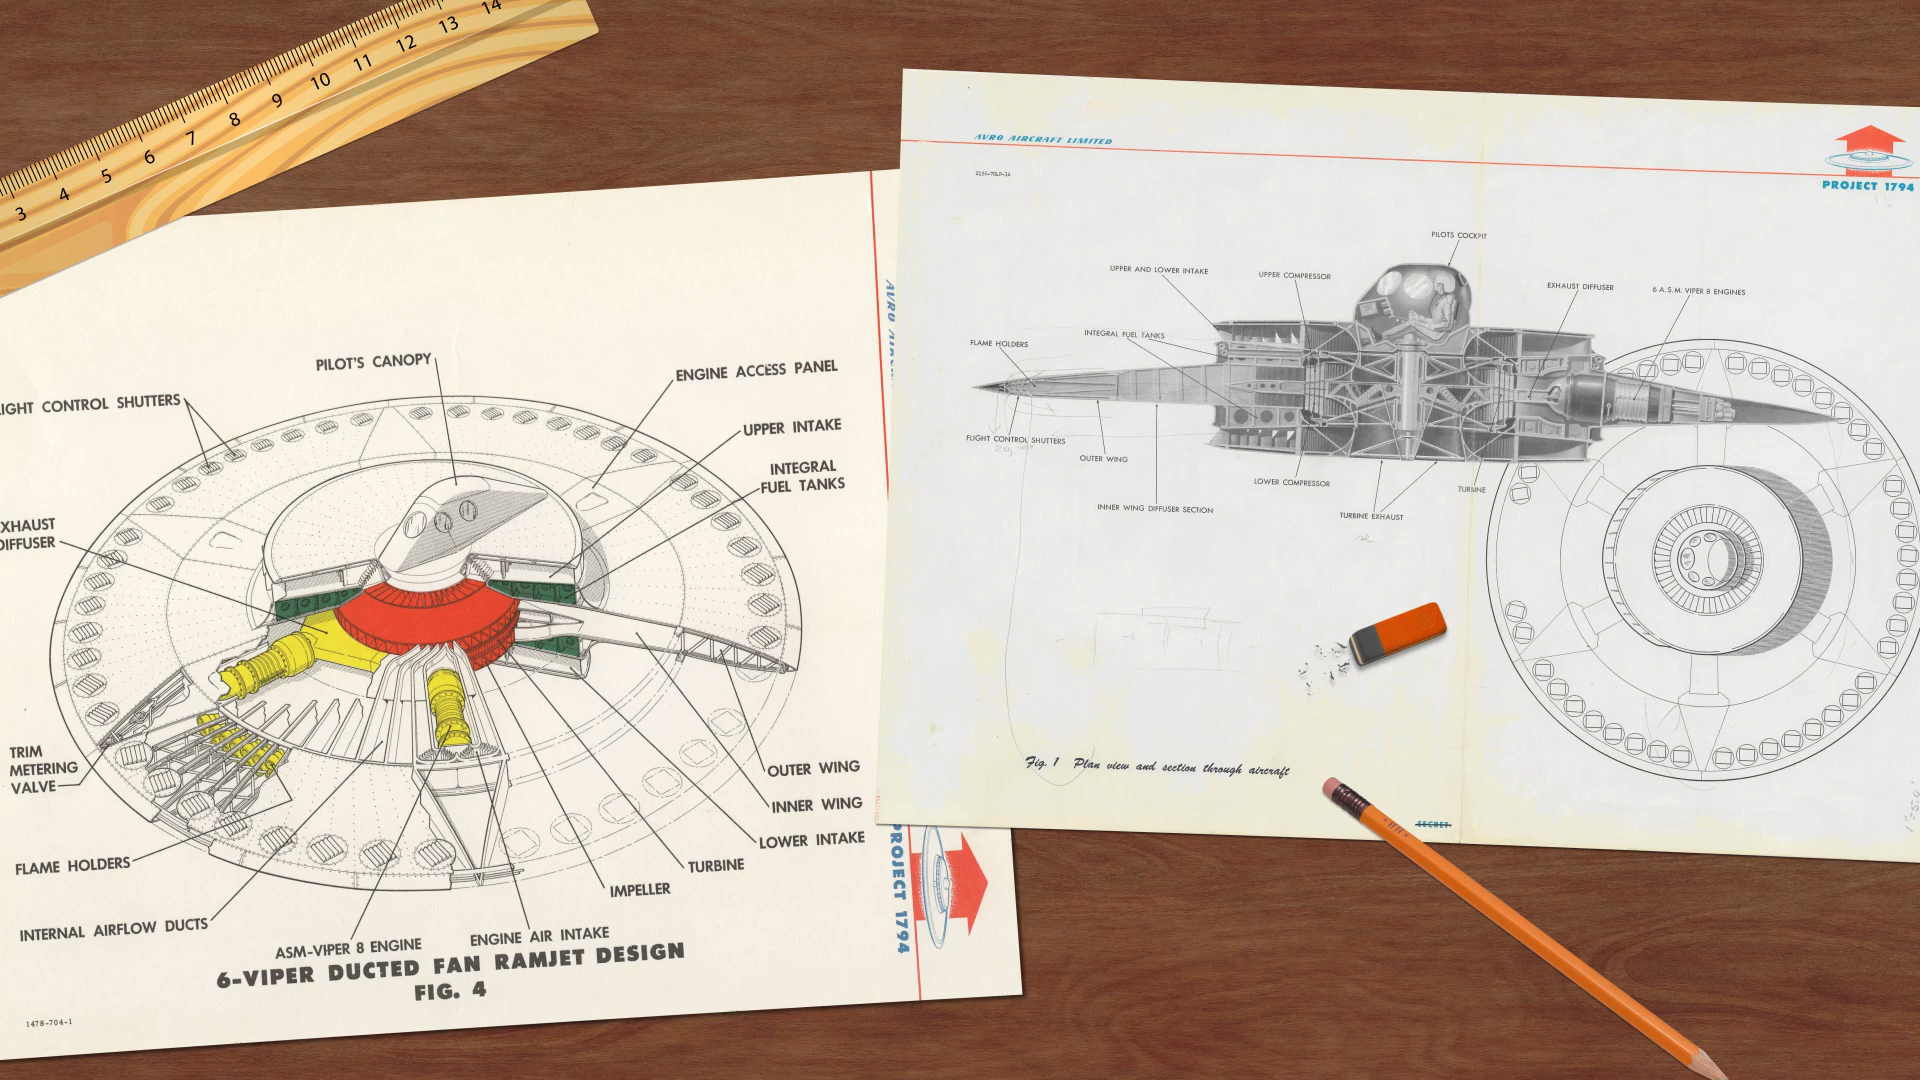 3 4 5 6 7 8 9 10 11 12 13 14
PILOT'S CANOPY
ENGINE ACCESS PANEL
LIGHT CONTROL SHUTTERS
UPPER INTAKE
INTEGRAL
FUEL TANKS
EXHAUST
DIFFUSER
TRIM
METERING
VALVE
OUTER WING
INNER WING
LOWER INTAKE
FLAME HOLDERS
TURBINE
IMPELLER
INTERNAL AIRFLOW DUCTS
ASM-VIPER 8 ENGINE
ENGINE AIR INTAKE
6-VIPER DUCTED FAN RAMJET DESIGN
FIG. 4
1478-704-1
PROJECT 1794
AVRO AIRCRAFT LIMITED
PROJECT 1794
PILOTS COCKPIT
UPPER AND LOWER INTAKE
UPPER COMPRESSOR
EXHAUST DIFFUSER
6 A.S.M. VIPER 8 ENGINES
INTEGRAL FUEL TANKS
FLAME HOLDERS
FLIGHT CONTROL SHUTTERS
OUTER WING
LOWER COMPRESSOR
TURBINE
INNER WING DIFFUSER SECTION
TURBINE EXHAUST
Fig. 1 Plan view and section through aircraft
SECRET